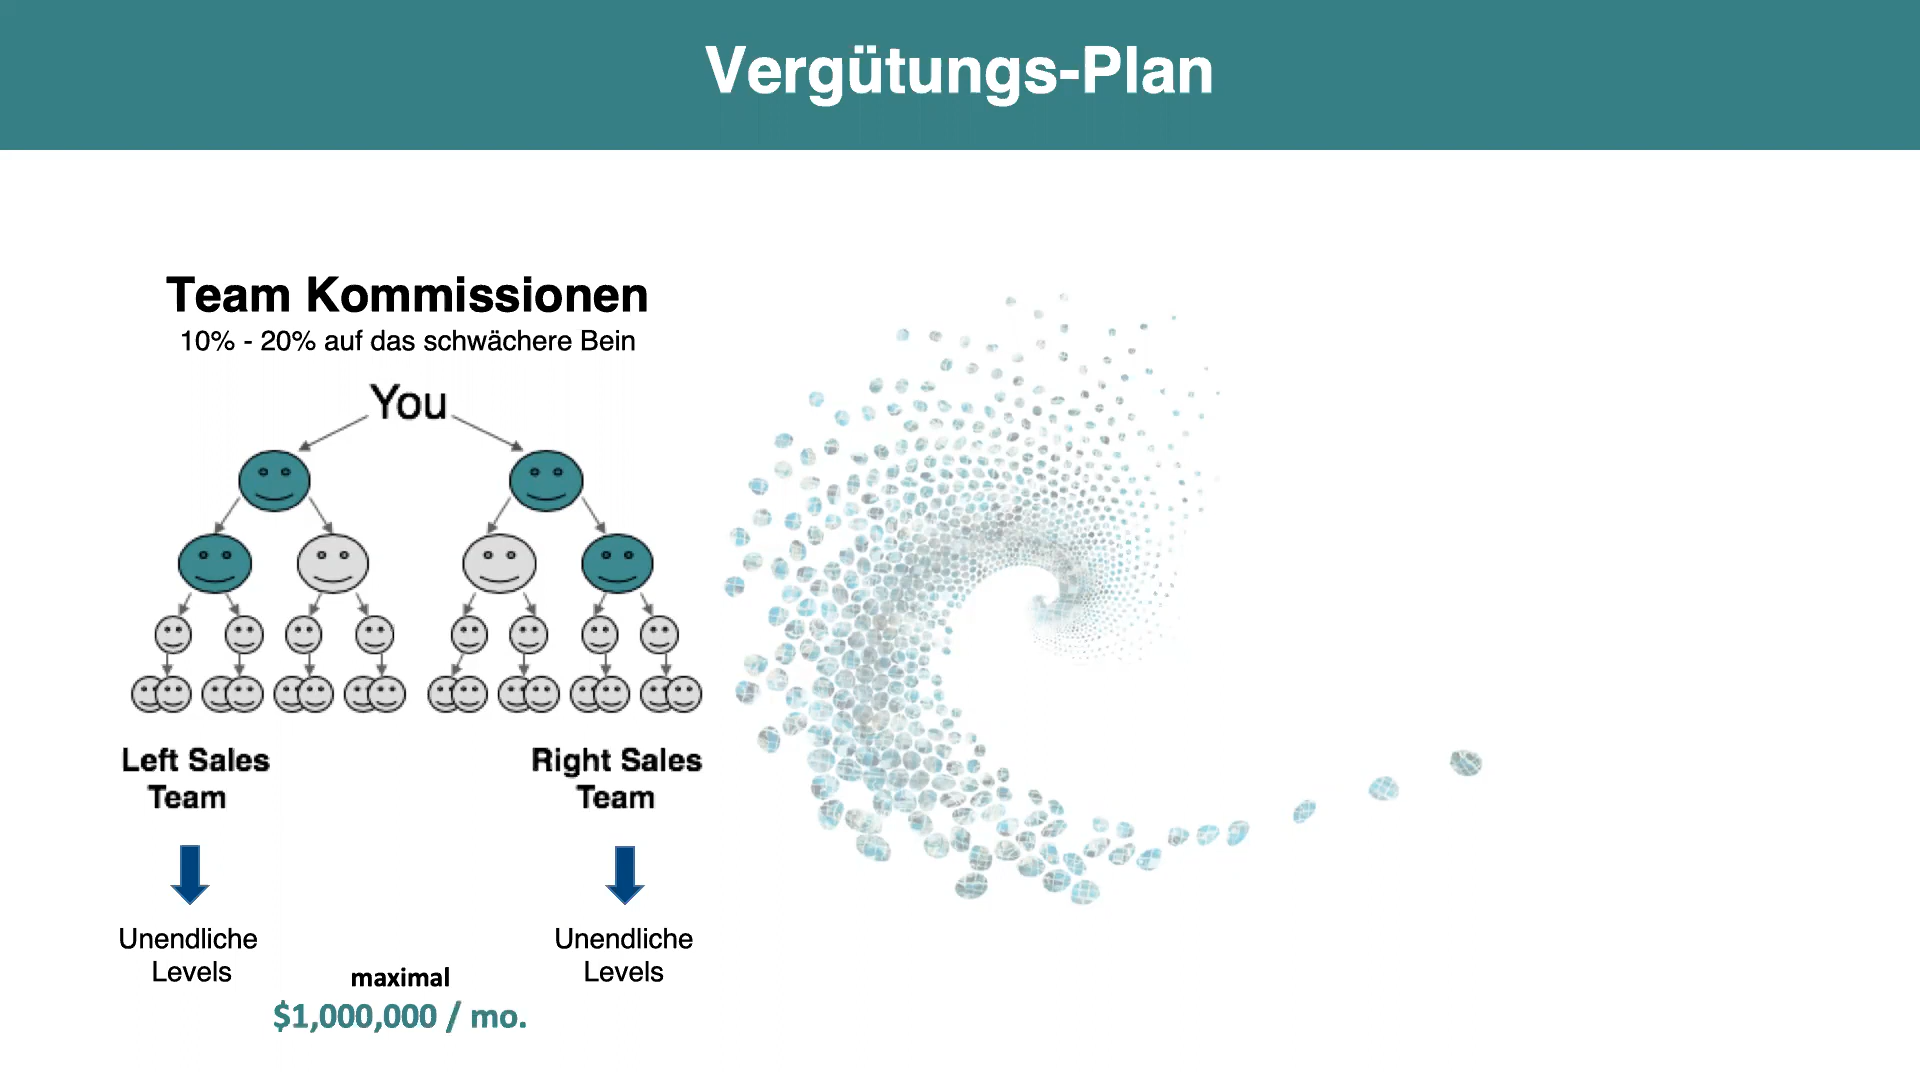 Vergütungs-Plan
Team Kommissionen
10% - 20% auf das schwächere Bein
You
Left Sales
Team
Right Sales
Team
Unendliche
Levels
Unendliche
Levels
maximal
$1,000,000 / mo.